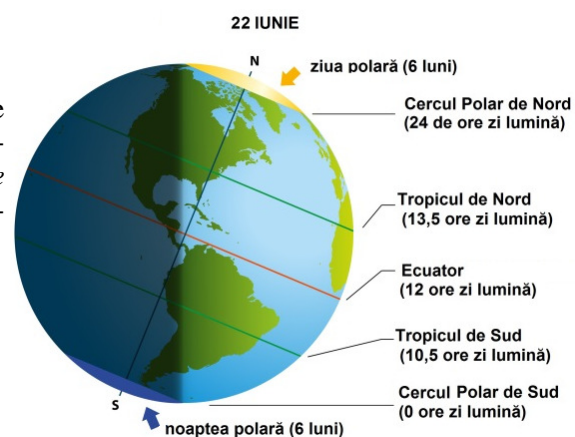 22 IUNIE
N
ziua polară (6 luni)
Cercul Polar de Nord
(24 de ore zi lumină)
Tropicul de Nord
(13,5 ore zi lumină)
Ecuator
(12 ore zi lumină)
Tropicul de Sud
(10,5 ore zi lumină)
Cercul Polar de Sud
(0 ore zi lumină)
S
noaptea polară (6 luni)